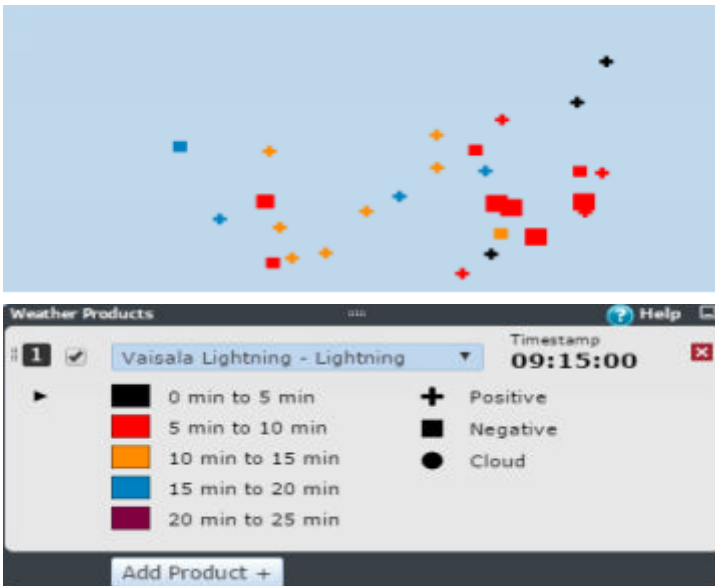 Weather Products
? Help
1 Vaisala Lightning - Lightning
Timestamp
09:15:00
0 min to 5 min
Positive
5 min to 10 min
Negative
10 min to 15 min
Cloud
15 min to 20 min
20 min to 25 min
Add Product +